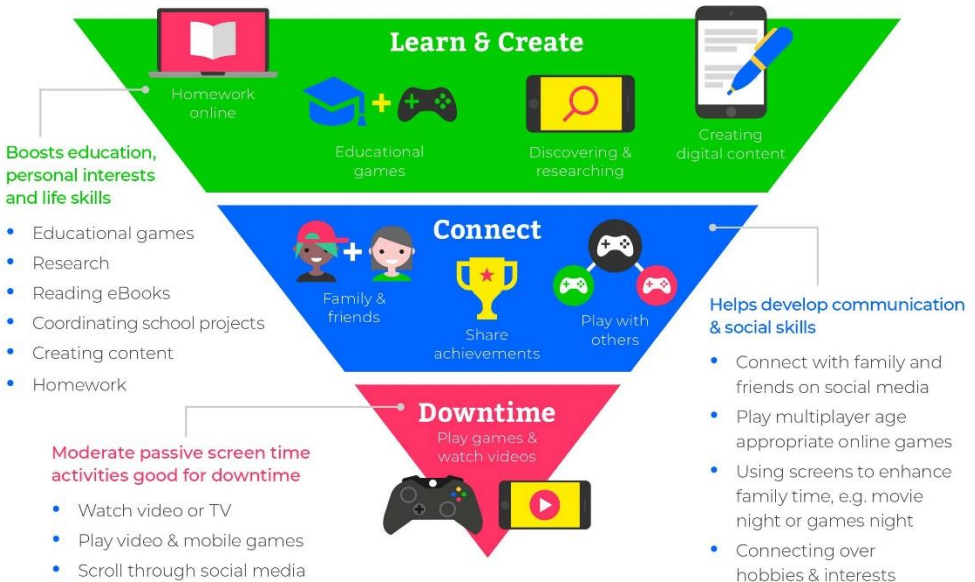 Learn & Create
Homework
online
Educational
games
Discovering &
researching
Creating
digital content
Boosts education,
personal interests
and life skills
• Educational games
• Research
• Reading eBooks
• Coordinating school projects
• Creating content
• Homework
Connect
Family &
friends
Share
achievements
Play with
others
Helps develop communication
& social skills
• Connect with family and
friends on social media
• Play multiplayer age
appropriate online games
• Using screens to enhance
family time, e.g. movie
night or games night
• Connecting over
hobbies & interests
Downtime
Play games &
watch videos
Moderate passive screen time
activities good for downtime
• Watch video or TV
• Play video & mobile games
• Scroll through social media